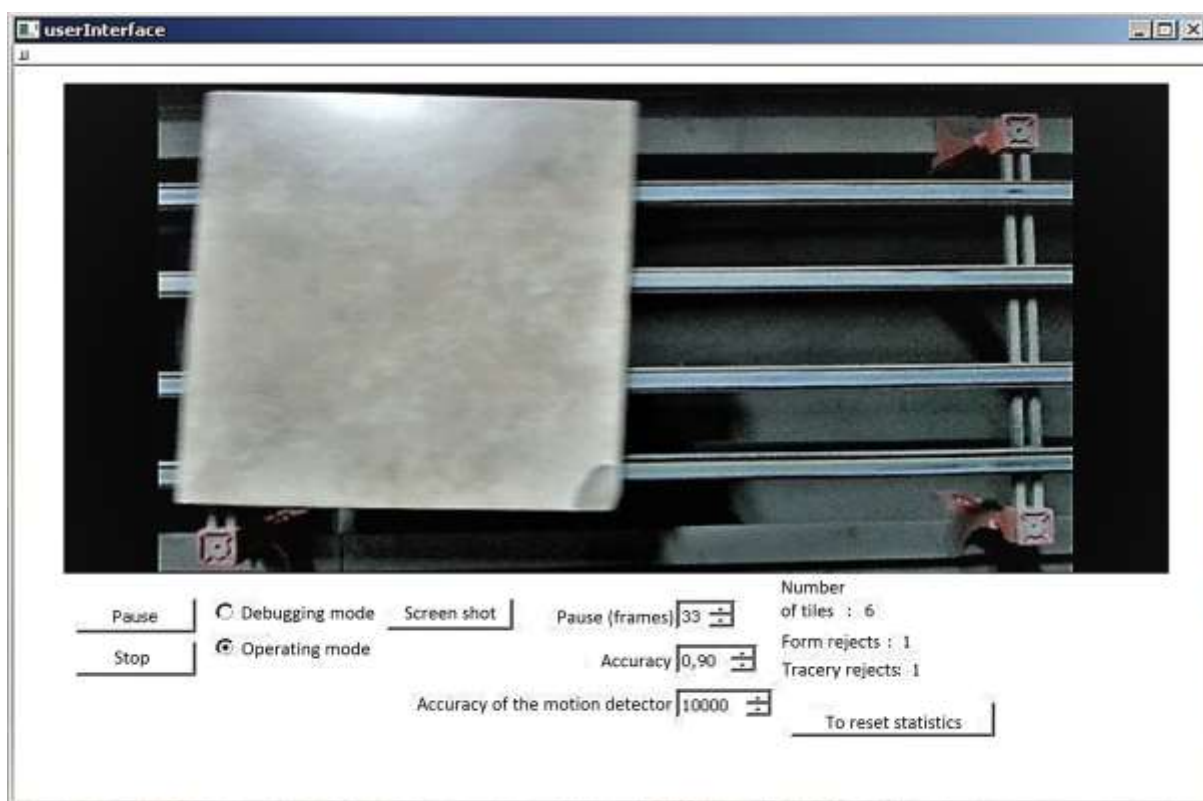 userInterface
Pause
Stop
Debugging mode
Operating mode
Screen shot
Pause (frames) 33
Accuracy 0,90
Accuracy of the motion detector 10000
Number
of tiles : 6
Form rejects : 1
Tracery rejects: 1
To reset statistics